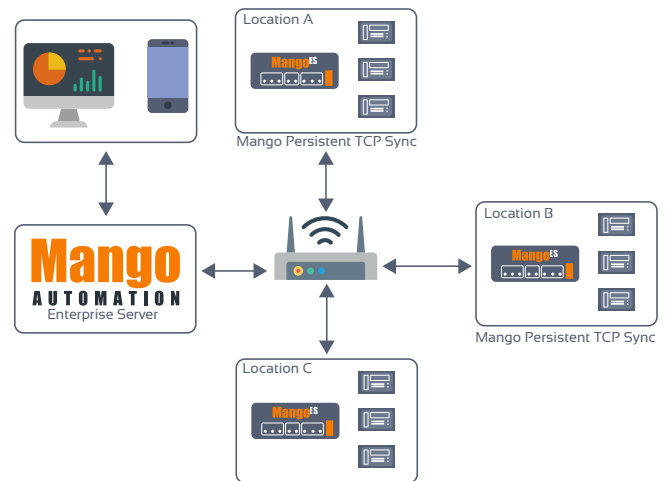 Location A
MangoES
Mango Persistent TCP Sync
Location B
MangoES
Mango Persistent TCP Sync
Mango
AUTOMATION
Enterprise Server
Location C
MangoES